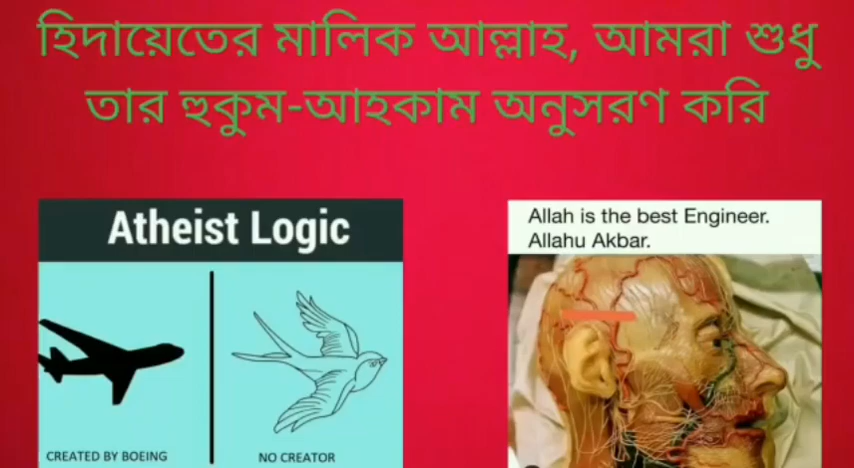 হিদায়েতের মালিক আল্লাহ, আমরা শুধু
তার হুকুম-আহকাম অনুসরণ করি
Atheist Logic
CREATED BY BOEING
NO CREATOR
Allah is the best Engineer.
Allahu Akbar.